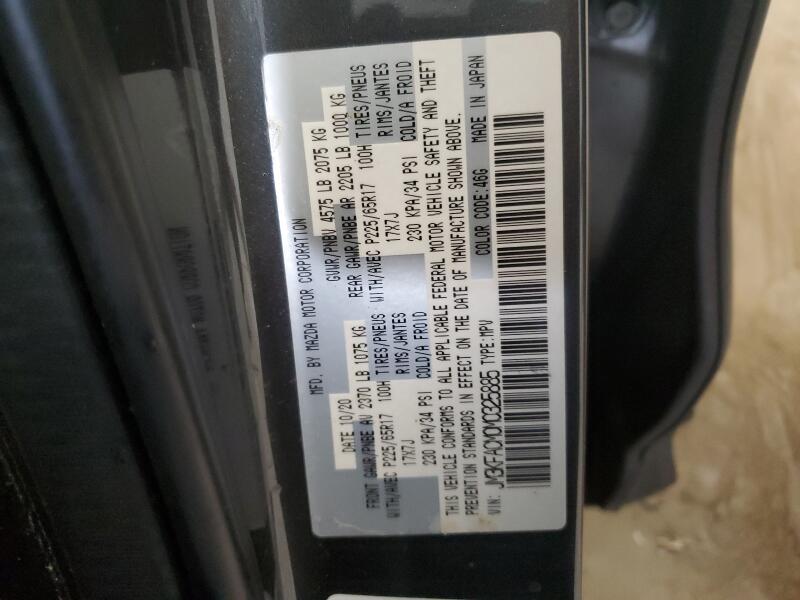 MFD. BY MAZDA MOTOR CORPORATION
DATE 10/20 GVWR/PNBV 4575 LB 2075 KG
FRONT GAWR/PNBE AV 2370 LB 1075 KG REAR GAWR/PNBE AR 2205 LB 1000 KG
WITH/AVEC P225/65R17 100H TIRES/PNEUS WITH/AVEC P225/65R17 100H TIRES/PNEUS
17X7J RIMS/JANTES 17X7J RIMS/JANTES
230 KPA/34 PSI COLD/A FROID 230 KPA/34 PSI COLD/A FROID
THIS VEHICLE CONFORMS TO ALL APPLICABLE FEDERAL MOTOR VEHICLE SAFETY AND THEFT
PREVENTION STANDARDS IN EFFECT ON THE DATE OF MANUFACTURE SHOWN ABOVE.
COLOR CODE:46G MADE IN JAPAN
VIN: JM3KFACM0M0325885 TYPE:MPV